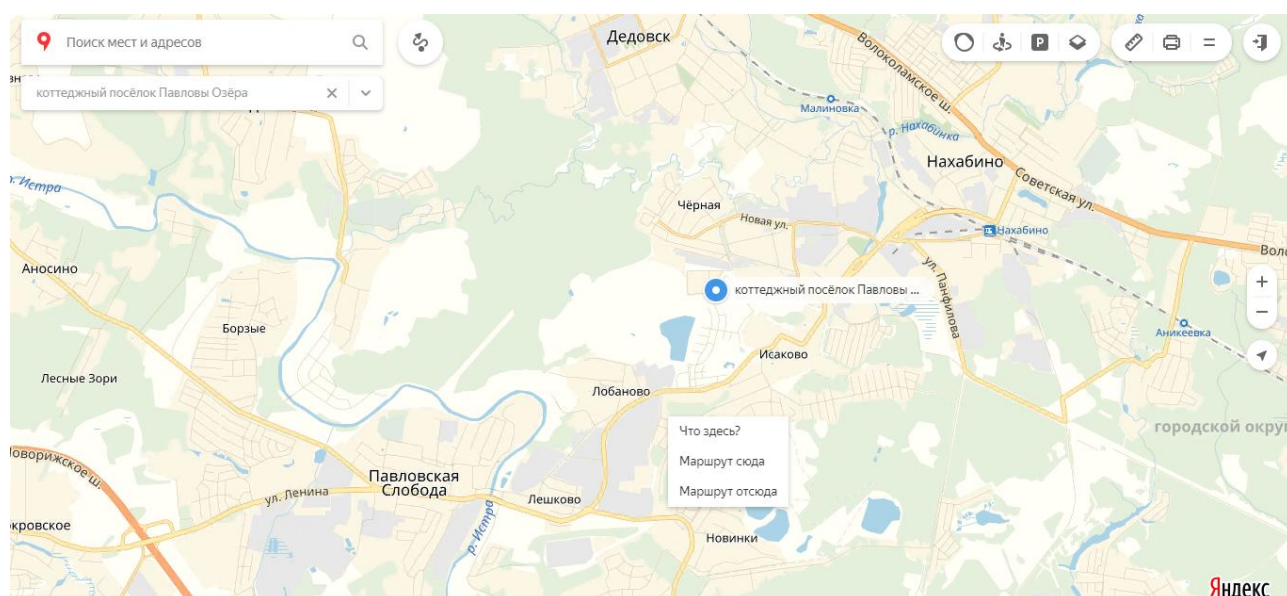 Поиск мест и адресов
коттеджный посёлок Павловы Озёра
Дедовск
Волоколамское ш.
Малиновка
р. Нахабинка
Нахабино
Советская ул.
р. Истра
Чёрная
Новая ул.
Нахабино
Аносино
ул. Панфилова
коттеджный посёлок Павловы ...
Борзые
Аникеевка
Исаково
Лесные Зори
Лобаново
Что здесь?
Маршрут сюда
Маршрут отсюда
городской окру
Павловская
Слобода
ул. Ленина
Лешково
р. Истра
Новинки
Яндекс